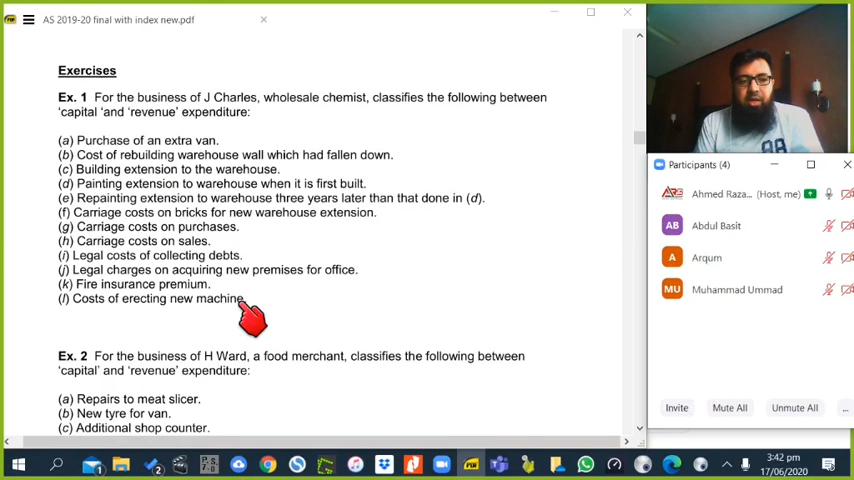 AS 2019-20 final with index new.pdf
Exercises
Ex. 1 For the business of J Charles, wholesale chemist, classifies the following between
‘capital ‘and ‘revenue’ expenditure:
(a) Purchase of an extra van.
(b) Cost of rebuilding warehouse wall which had fallen down.
(c) Building extension to the warehouse.
(d) Painting extension to warehouse when it is first built.
(e) Repainting extension to warehouse three years later than that done in (d).
(f) Carriage costs on bricks for new warehouse extension.
(g) Carriage costs on purchases.
(h) Carriage costs on sales.
(i) Legal costs of collecting debts.
(j) Legal charges on acquiring new premises for office.
(k) Fire insurance premium.
(l) Costs of erecting new machine
Ex. 2 For the business of H Ward, a food merchant, classifies the following between
‘capital’ and ‘revenue’ expenditure:
(a) Repairs to meat slicer.
(b) New tyre for van.
(c) Additional shop counter.
Participants (4)
ARS
Ahmed Raza... (Host, me)
AB Abdul Basit
A Arqum
MU Muhammad Ummad
Invite Mute All Unmute All ...
3:42 pm
17/06/2020